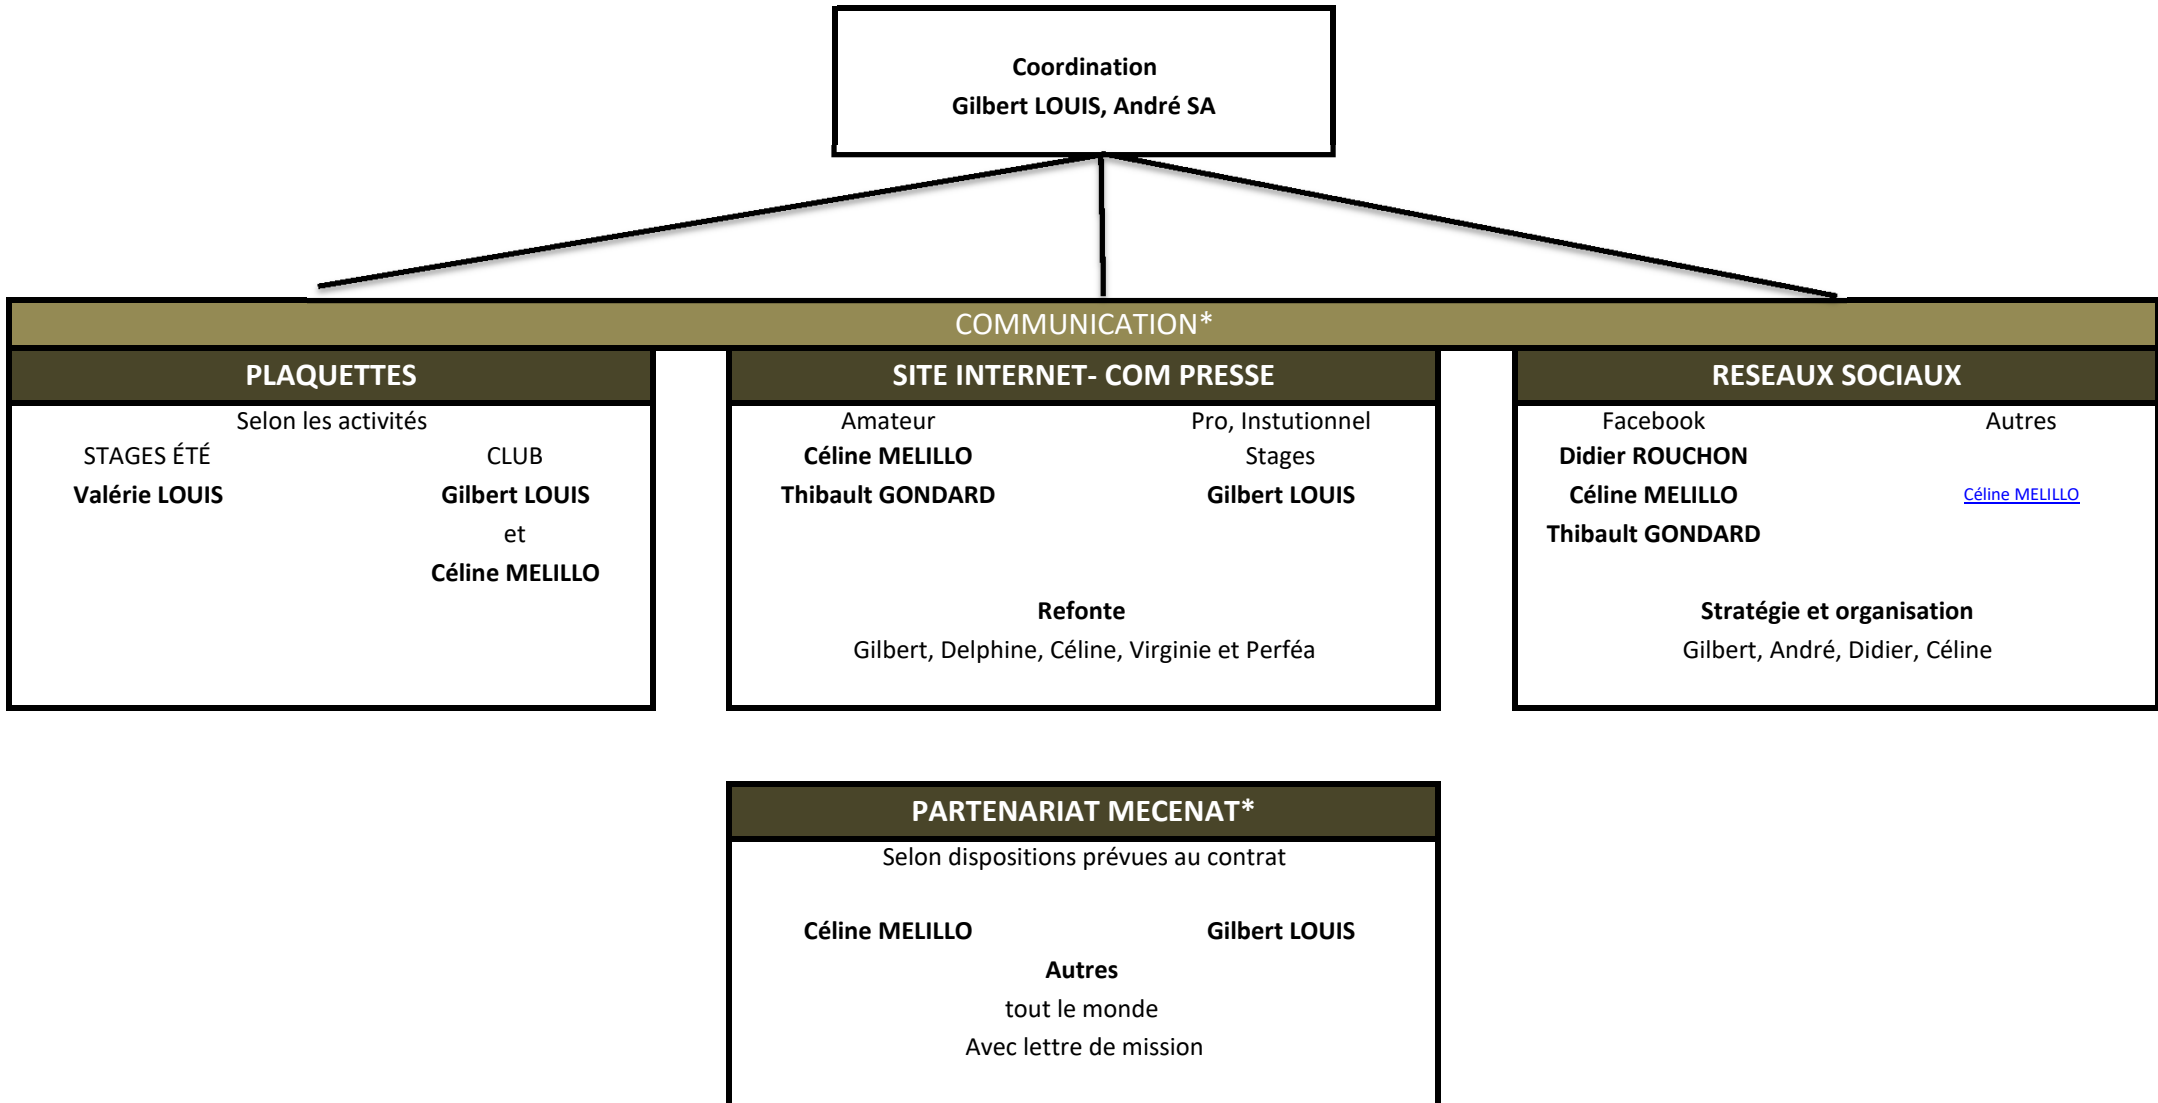 Coordination
Gilbert LOUIS, André SA
COMMUNICATION*
PLAQUETTES
Selon les activités
STAGES ÉTÉ CLUB
Valérie LOUIS Gilbert LOUIS
et
Céline MELILLO
SITE INTERNET- COM PRESSE
Amateur Pro, Instutionnel
Céline MELILLO Stages
Thibault GONDARD Gilbert LOUIS
Refonte
Gilbert, Delphine, Céline, Virginie et Perféa
RESEAUX SOCIAUX
Facebook Autres
Didier ROUCHON
Céline MELILLO Céline MELILLO
Thibault GONDARD
Stratégie et organisation
Gilbert, André, Didier, Céline
PARTENARIAT MECENAT*
Selon dispositions prévues au contrat
Céline MELILLO Gilbert LOUIS
Autres
tout le monde
Avec lettre de mission